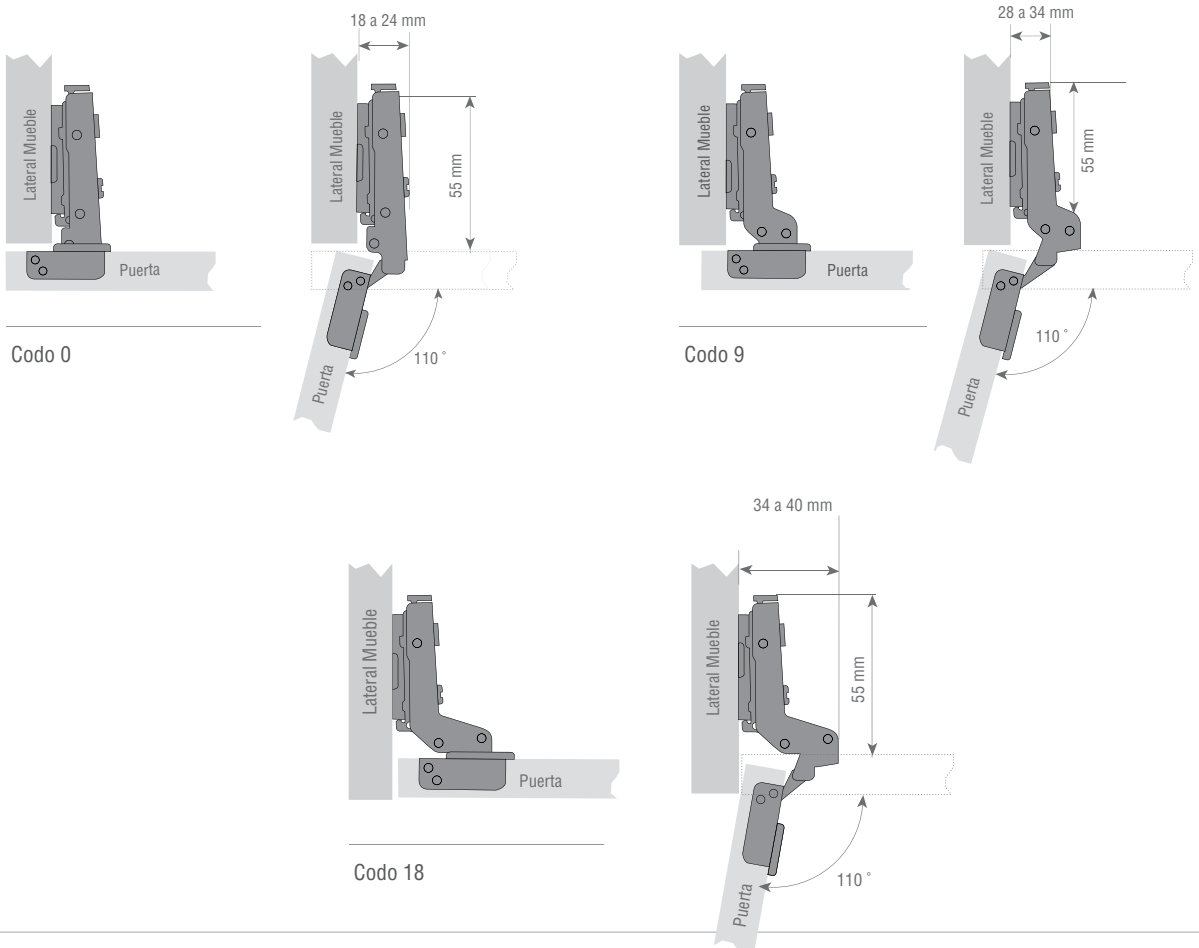 18 a 24 mm
Lateral Mueble
Puerta
Codo 0
Lateral Mueble
55 mm
110 °
Puerta
28 a 34 mm
Lateral Mueble
Puerta
Codo 9
Lateral Mueble
55 mm
110 °
Puerta
34 a 40 mm
Lateral Mueble
Puerta
Codo 18
Lateral Mueble
55 mm
110 °
Puerta